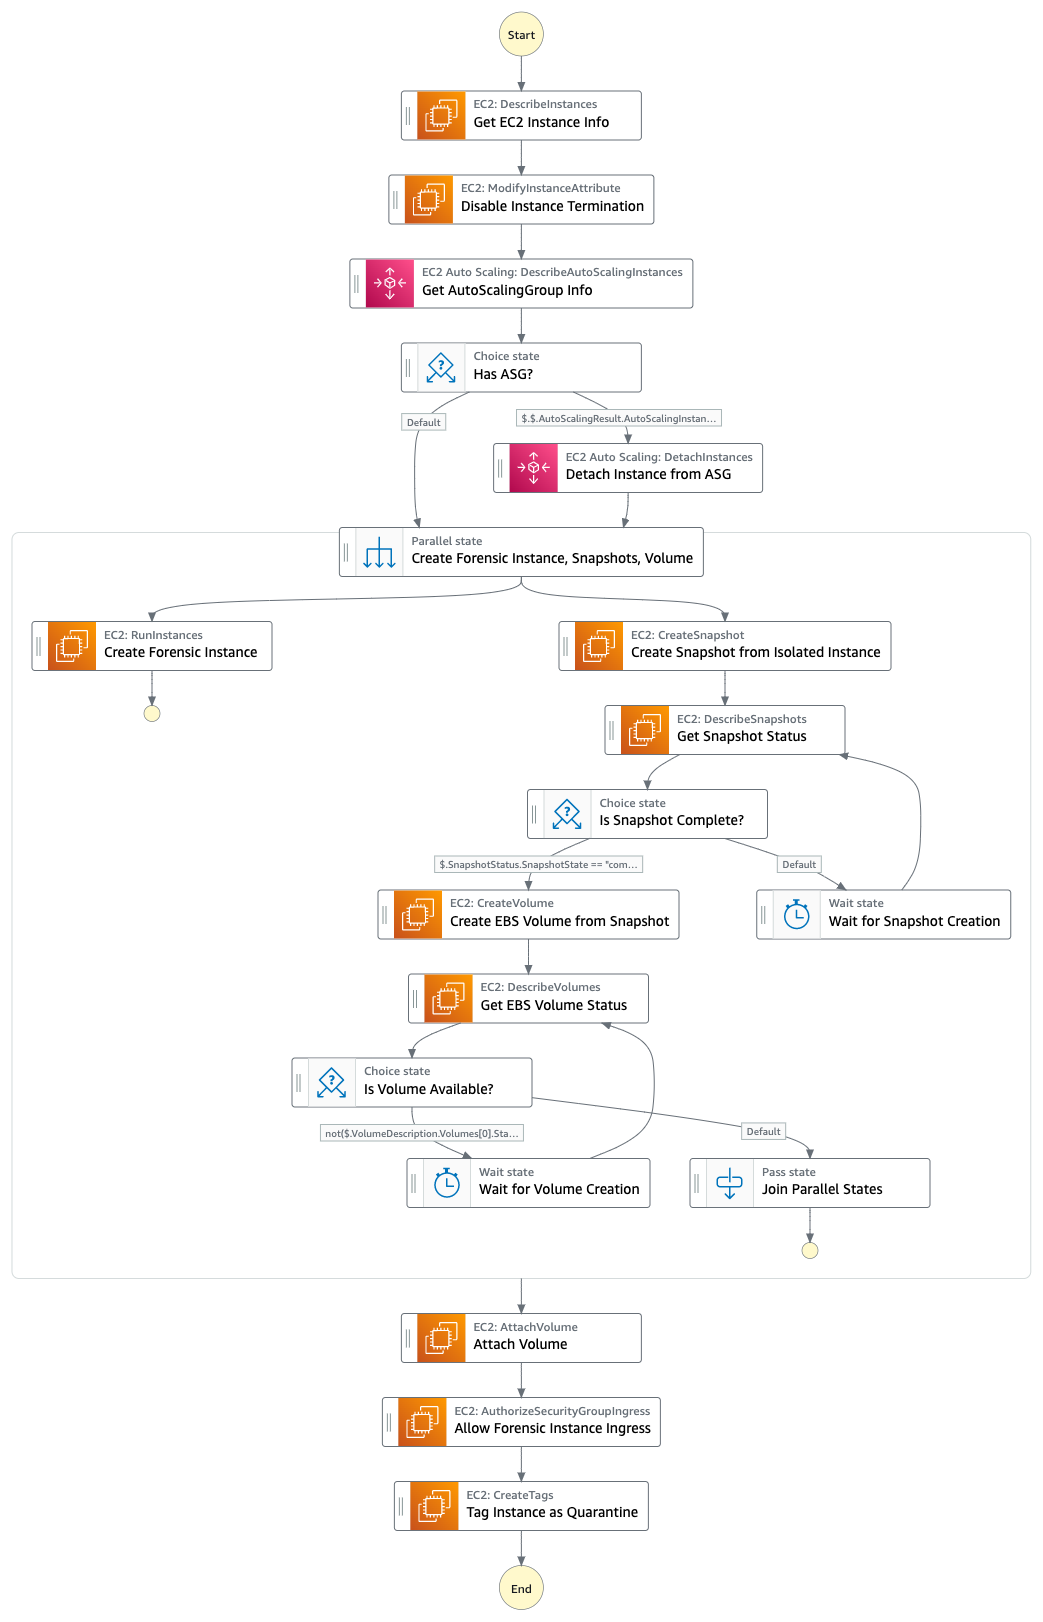 Start
EC2: DescribeInstances
Get EC2 Instance Info
EC2: ModifyInstanceAttribute
Disable Instance Termination
EC2 Auto Scaling: DescribeAutoScalingInstances
Get AutoScalingGroup Info
Choice state
Has ASG?
Default
$.$.AutoScalingResult.AutoScalingInstan...
EC2 Auto Scaling: DetachInstances
Detach Instance from ASG
Parallel state
Create Forensic Instance, Snapshots, Volume
EC2: RunInstances
Create Forensic Instance
EC2: CreateSnapshot
Create Snapshot from Isolated Instance
EC2: DescribeSnapshots
Get Snapshot Status
Choice state
Is Snapshot Complete?
$.SnapshotStatus.SnapshotState == "com...
Default
EC2: CreateVolume
Create EBS Volume from Snapshot
Wait state
Wait for Snapshot Creation
EC2: DescribeVolumes
Get EBS Volume Status
Choice state
Is Volume Available?
not($.VolumeDescription.Volumes[0].Sta...
Default
Wait state
Wait for Volume Creation
Pass state
Join Parallel States
EC2: AttachVolume
Attach Volume
EC2: AuthorizeSecurityGroupIngress
Allow Forensic Instance Ingress
EC2: CreateTags
Tag Instance as Quarantine
End